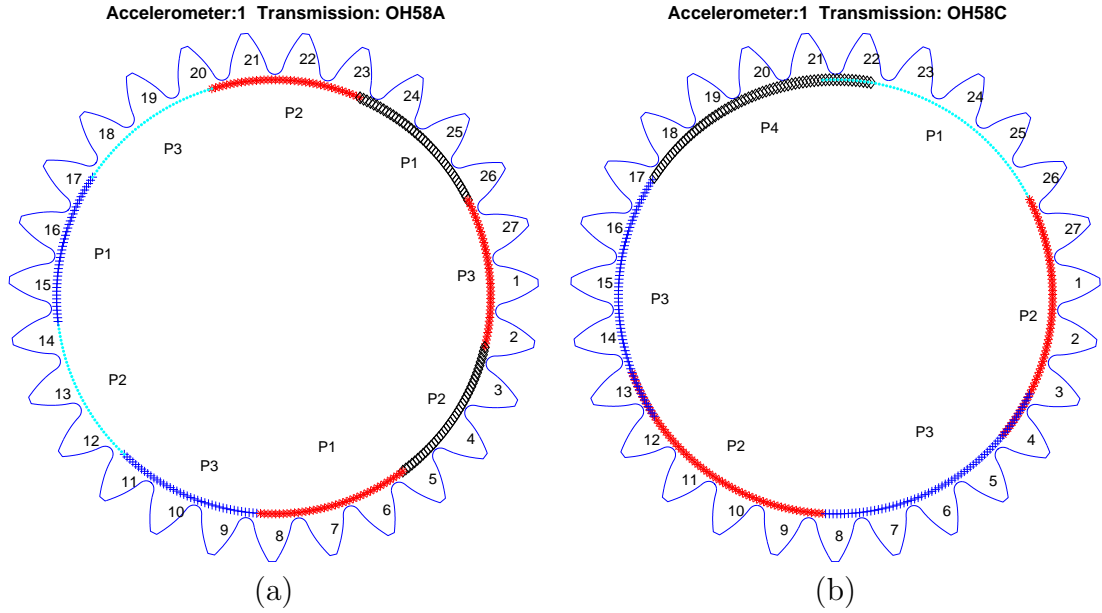 Accelerometer:1 Transmission: OH58A
21 22
20 23
19 P2 24
18 P3 P1 25
17 26
16 27
P1
15 P3 1
14 2
13 P2 P2 3
12 P1 4
11 P3 5
10 6
9 8 7
(a)
Accelerometer:1 Transmission: OH58C
21 22
20 23
19 24
18 P4 P1 25
17 26
16 27
15 P3 1
14 P2 2
13 3
12 P2 P3 4
11 5
10 6
9 8 7
(b)